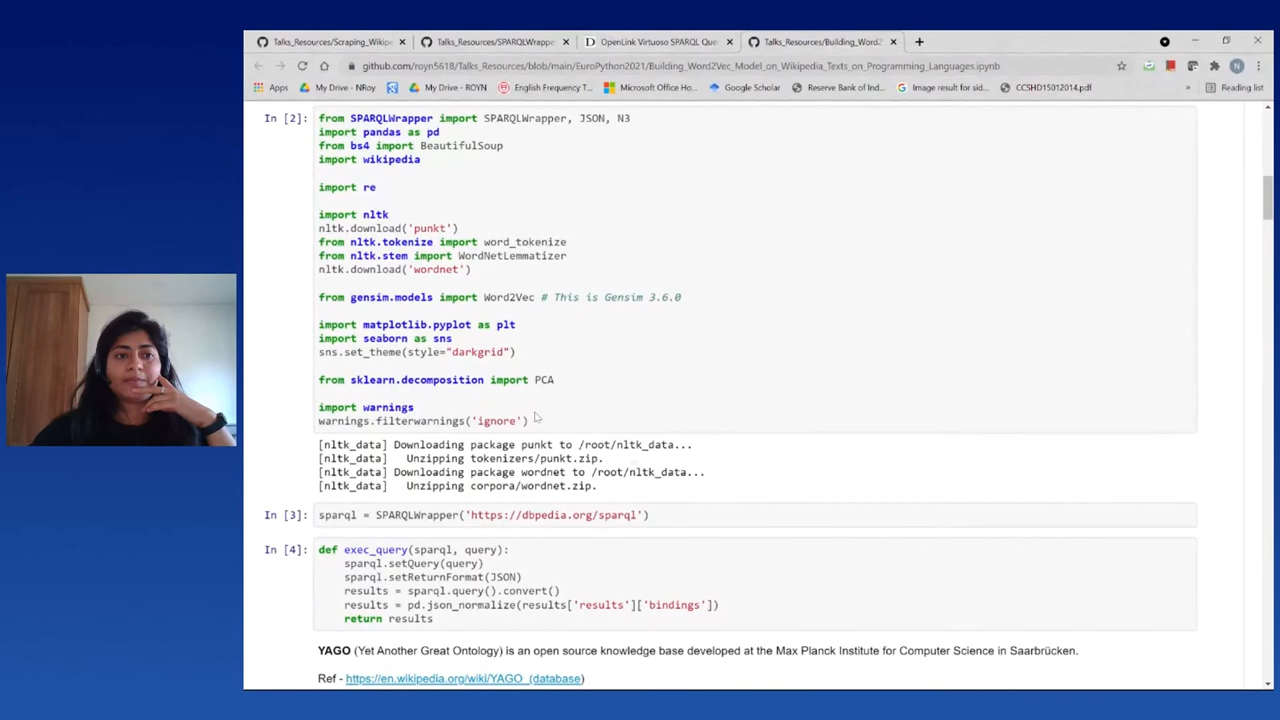 Talks_Resources/Scraping_Wikipe
Talks_Resources/SPARQLWrappe
OpenLink Virtuoso SPARQL Que
Talks_Resources/Building_Word2
github.com/royn5618/Talks_Resources/blob/main/EuroPython2021/Building_Word2Vec_Model_on_Wikipedia_Texts_on_Programming_Languages.ipynb
Apps
My Drive - NRoy
My Drive - ROYN
English Frequency T...
Microsoft Office Ho...
Google Scholar
Reserve Bank of Ind...
Image result for sid...
CCSHD15012014.pdf
»
Reading list
In [2]: from SPARQLWrapper import SPARQLWrapper, JSON, N3
import pandas as pd
from bs4 import BeautifulSoup
import wikipedia
import re
import nltk
nltk.download('punkt')
from nltk.tokenize import word_tokenize
from nltk.stem import WordNetLemmatizer
nltk.download('wordnet')
from gensim.models import Word2Vec # This is Gensim 3.6.0
import matplotlib.pyplot as plt
import seaborn as sns
sns.set_theme(style="darkgrid")
from sklearn.decomposition import PCA
import warnings
warnings.filterwarnings('ignore')
[nltk_data] Downloading package punkt to /root/nltk_data...
[nltk_data]   Unzipping tokenizers/punkt.zip.
[nltk_data] Downloading package wordnet to /root/nltk_data...
[nltk_data]   Unzipping corpora/wordnet.zip.
In [3]: sparql = SPARQLWrapper('https://dbpedia.org/sparql')
In [4]: def exec_query(sparql, query):
    sparql.setQuery(query)
    sparql.setReturnFormat(JSON)
    results = sparql.query().convert()
    results = pd.json_normalize(results['results']['bindings'])
    return results
YAGO (Yet Another Great Ontology) is an open source knowledge base developed at the Max Planck Institute for Computer Science in Saarbrücken.
Ref - https://en.wikipedia.org/wiki/YAGO_(database)